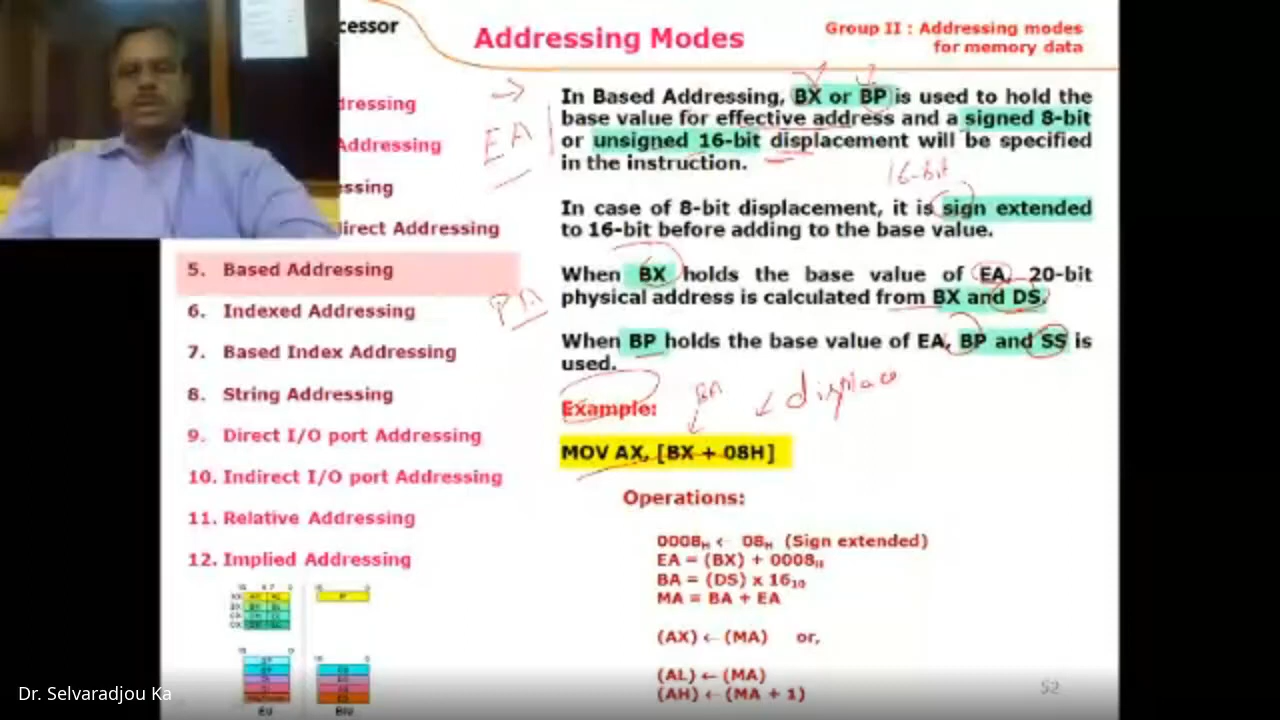 cessor
Addressing Modes
Group II : Addressing modes
for memory data
dressing
Addressing
ssing
direct Addressing
5. Based Addressing
6. Indexed Addressing
7. Based Index Addressing
8. String Addressing
9. Direct I/O port Addressing
10. Indirect I/O port Addressing
11. Relative Addressing
12. Implied Addressing
EU
BIU
EA
PA
In Based Addressing, BX or BP is used to hold the
base value for effective address and a signed 8-bit
or unsigned 16-bit displacement will be specified
in the instruction.
16-bit
In case of 8-bit displacement, it is sign extended
to 16-bit before adding to the base value.
When BX holds the base value of EA, 20-bit
physical address is calculated from BX and DS.
When BP holds the base value of EA, BP and SS is
used.
BA
displace
Example:
MOV AX, [BX + 08H]
Operations:
0008H ← 08H (Sign extended)
EA = (BX) + 0008H
BA = (DS) x 1610
MA = BA + EA
(AX) ← (MA) or,
(AL) ← (MA)
(AH) ← (MA + 1)
52
Dr. Selvaradjou Ka